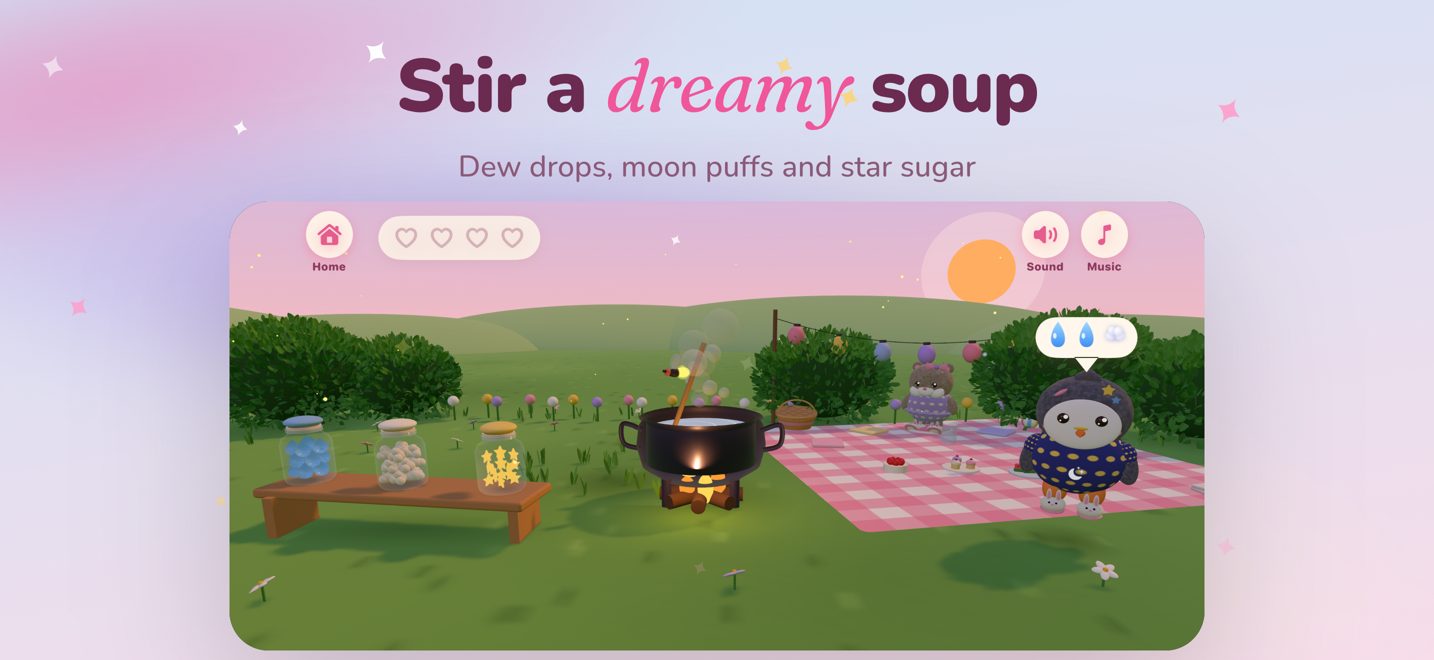 Stir a dreamy soup
Dew drops, moon puffs and star sugar
Home
Sound
Music